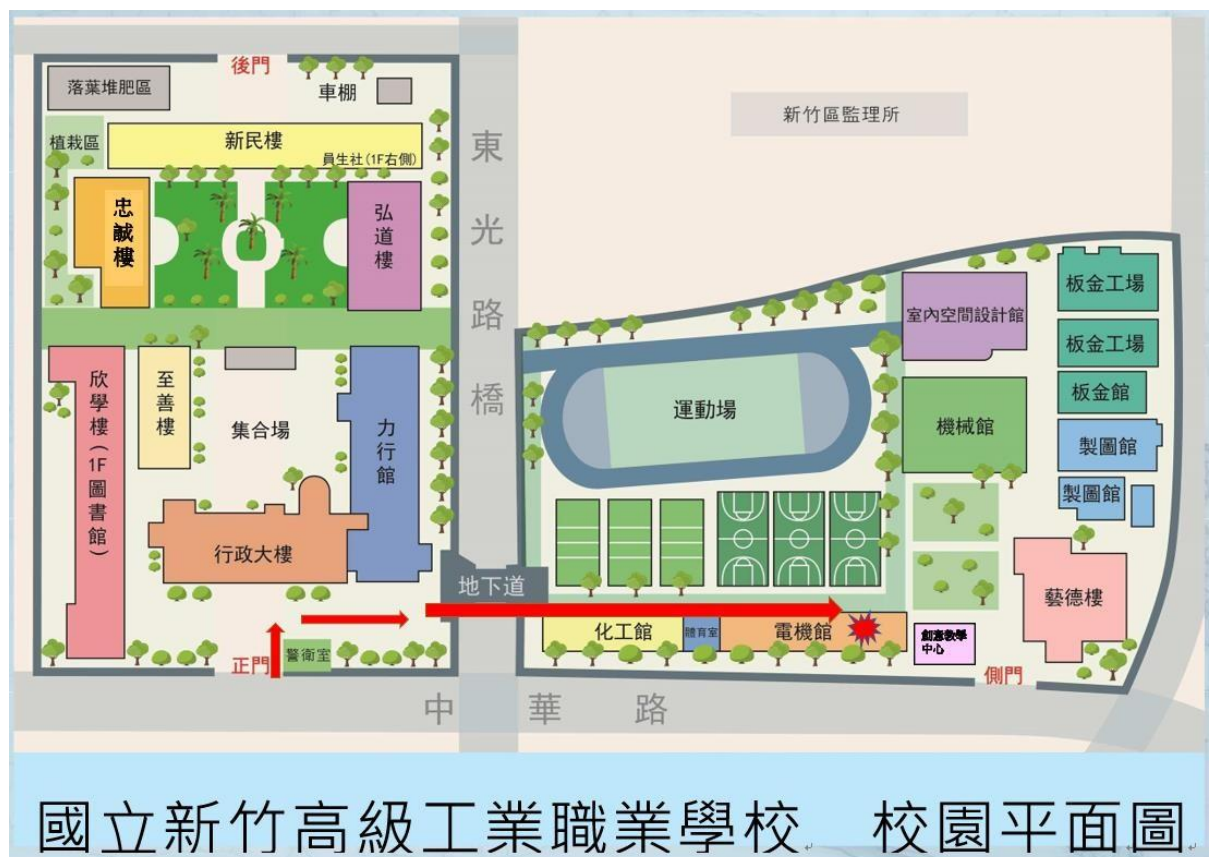 後門
落葉堆肥區
車棚
植栽區
新民樓
員生社(1F右側)
忠誠樓
弘道樓
東光路橋
新竹區監理所
欣學樓(1F圖書館)
至善樓
集合場
力行館
行政大樓
地下道
正門
警衛室
運動場
室內空間設計館
板金工場
板金工場
板金館
機械館
製圖館
製圖館
藝德樓
化工館
體育室
電機館
創意教學
中心
側門
中華路
國立新竹高級工業職業學校 校園平面圖